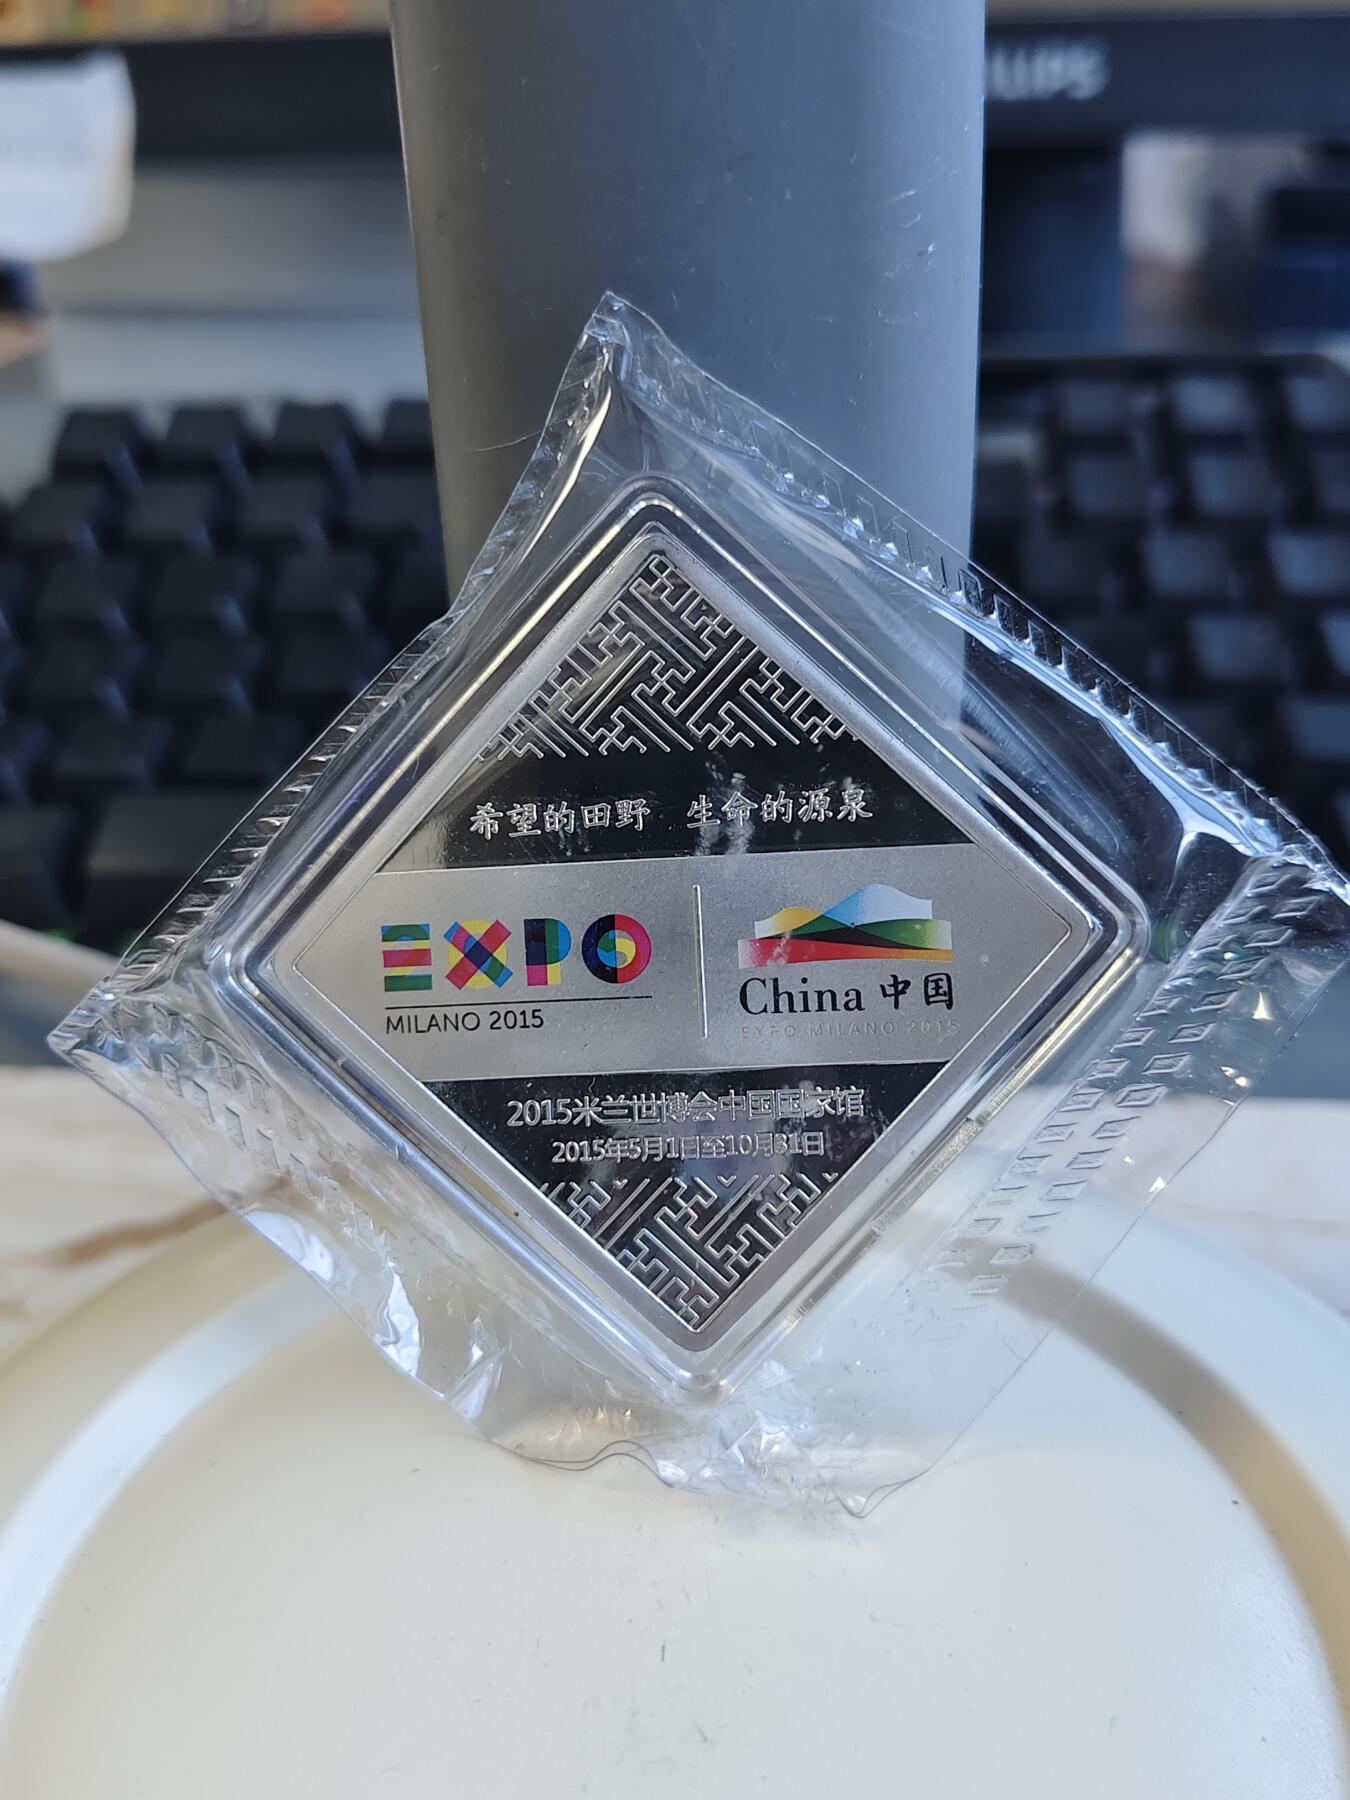 希望的田野 生命的源泉
EXPO
MILANO 2015
China 中国
EXPO MILANO 2015
2015米兰世博会中国国家馆
2015年5月1日至10月31日